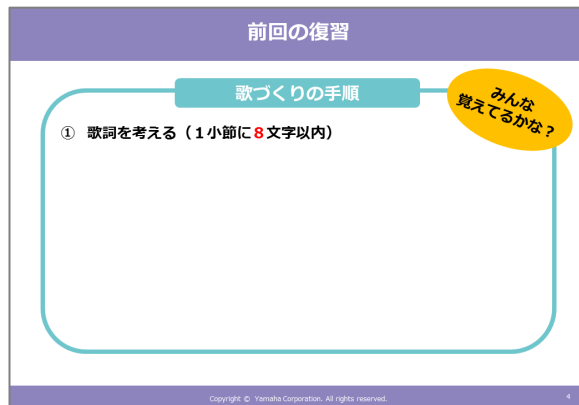 前回の復習
歌づくりの手順
みんな
覚えてるかな？
① 歌詞を考える（１小節に８文字以内）
Copyright © Yamaha Corporation. All rights reserved.
4